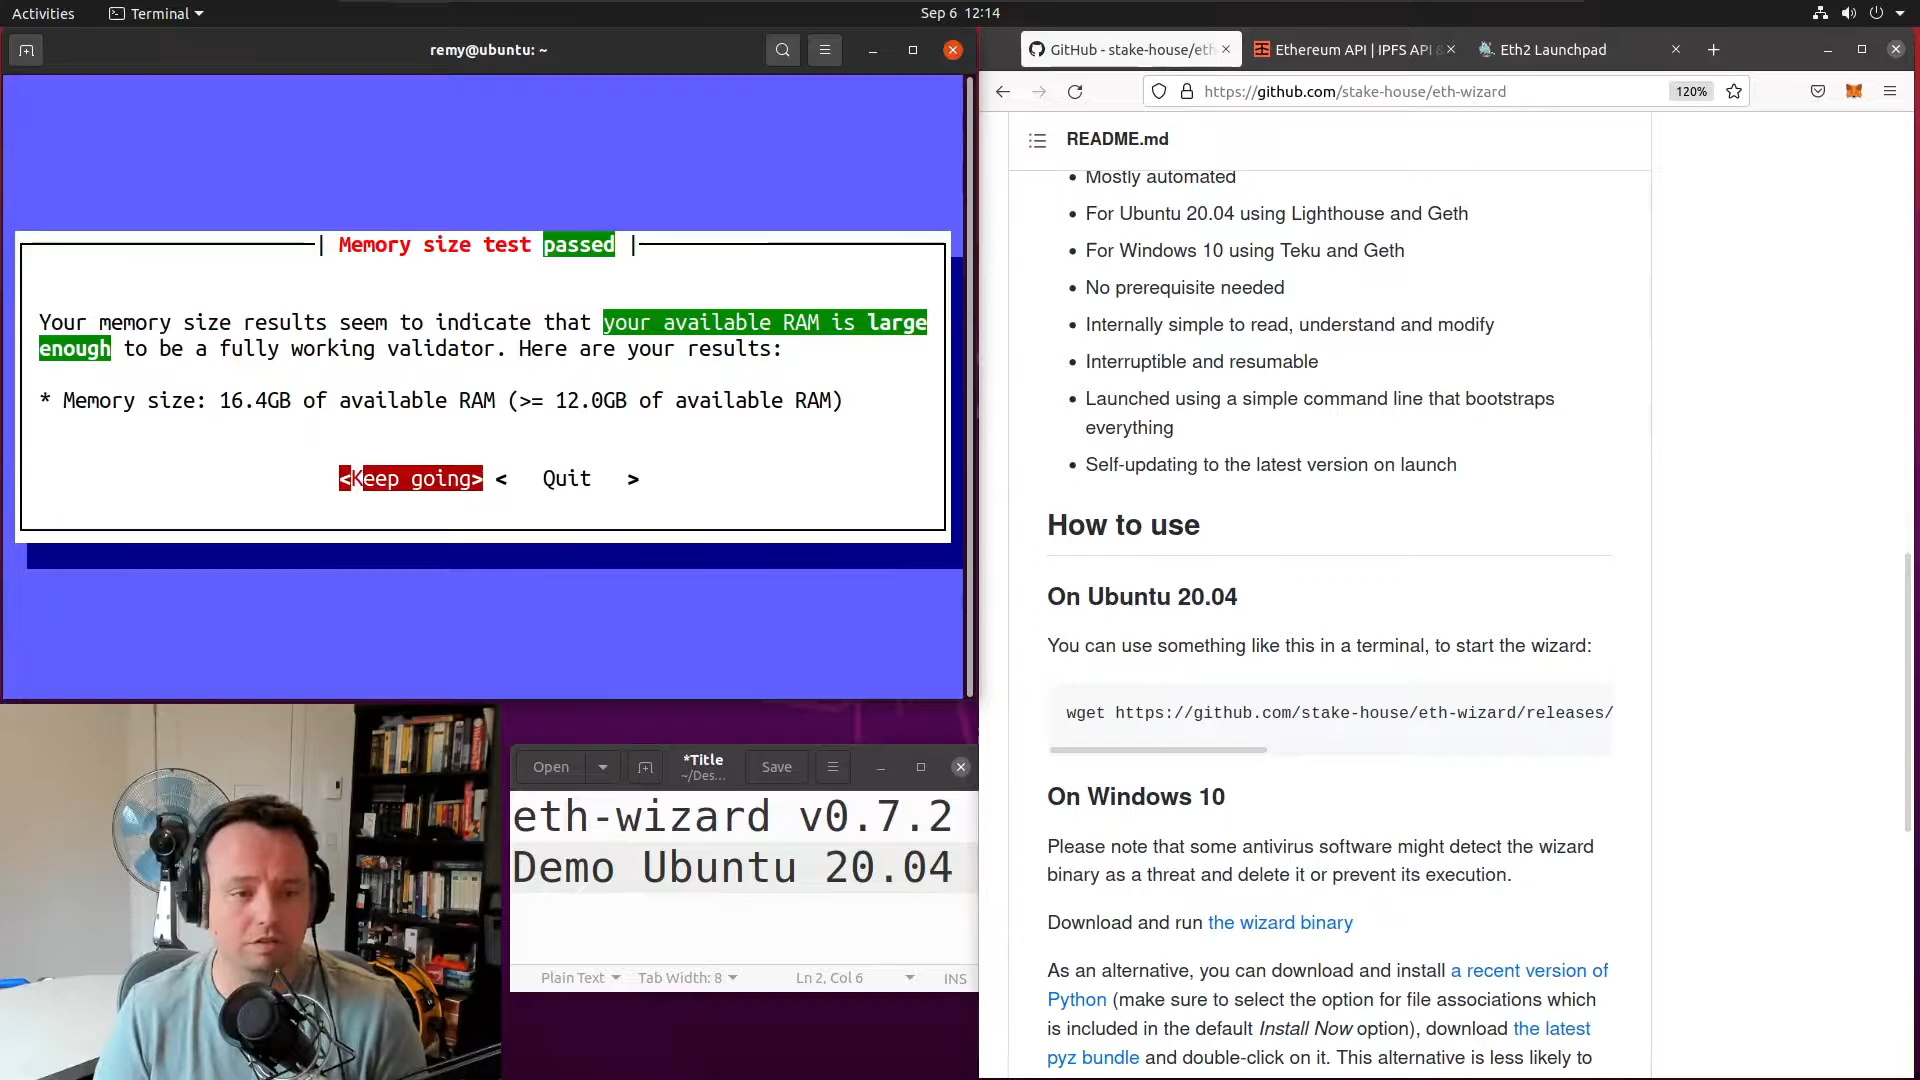 Activities
Terminal
Sep 6 12:14
remy@ubuntu: ~
Memory size test passed
Your memory size results seem to indicate that your available RAM is large
enough to be a fully working validator. Here are your results:
* Memory size: 16.4GB of available RAM (>= 12.0GB of available RAM)
<Keep going> < Quit >
GitHub - stake-house/eth
Ethereum API | IPFS API &
Eth2 Launchpad
https://github.com/stake-house/eth-wizard
120%
README.md
Mostly automated
For Ubuntu 20.04 using Lighthouse and Geth
For Windows 10 using Teku and Geth
No prerequisite needed
Internally simple to read, understand and modify
Interruptible and resumable
Launched using a simple command line that bootstraps
everything
Self-updating to the latest version on launch
How to use
On Ubuntu 20.04
You can use something like this in a terminal, to start the wizard:
wget https://github.com/stake-house/eth-wizard/releases/
On Windows 10
Please note that some antivirus software might detect the wizard
binary as a threat and delete it or prevent its execution.
Download and run the wizard binary
As an alternative, you can download and install a recent version of
Python (make sure to select the option for file associations which
is included in the default Install Now option), download the latest
pyz bundle and double-click on it. This alternative is less likely to
Open
*Title
~/Des...
Save
eth-wizard v0.7.2
Demo Ubuntu 20.04
Plain Text
Tab Width: 8
Ln 2, Col 6
INS